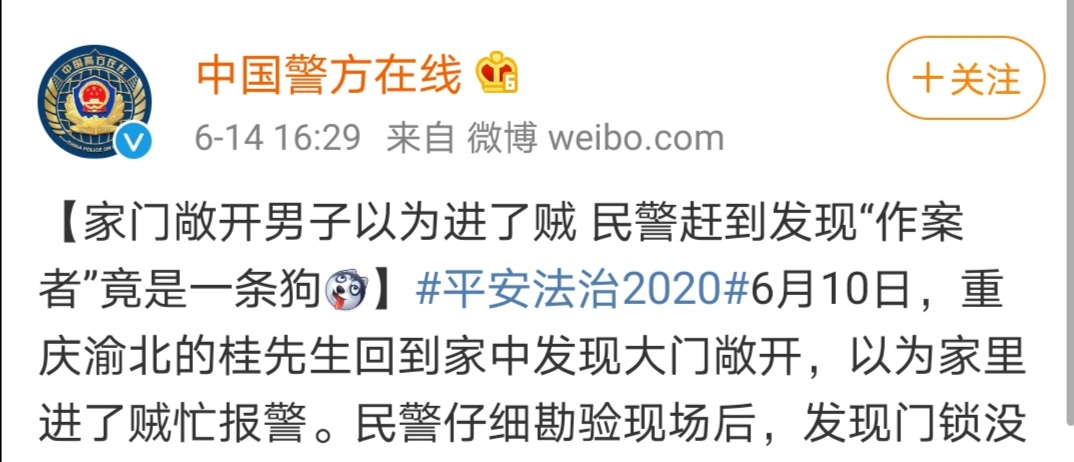 中国警方在线
6
+关注
6-14 16:29 来自 微博 weibo.com
【家门敞开男子以为进了贼 民警赶到发现“作案
者”竟是一条狗】#平安法治2020#6月10日，重
庆渝北的桂先生回到家中发现大门敞开，以为家里
进了贼忙报警。民警仔细勘验现场后，发现门锁没